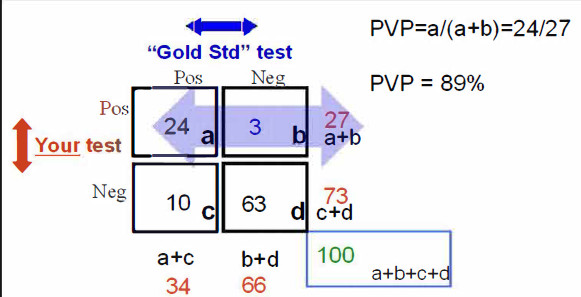 “Gold Std” test
PVP=a/(a+b)=24/27
Pos Neg
PVP = 89%
Pos 24 a 3 b 27
a+b
Your test
Neg 10 c 63 d 73
c+d
100
a+b+c+d
a+c b+d
34 66